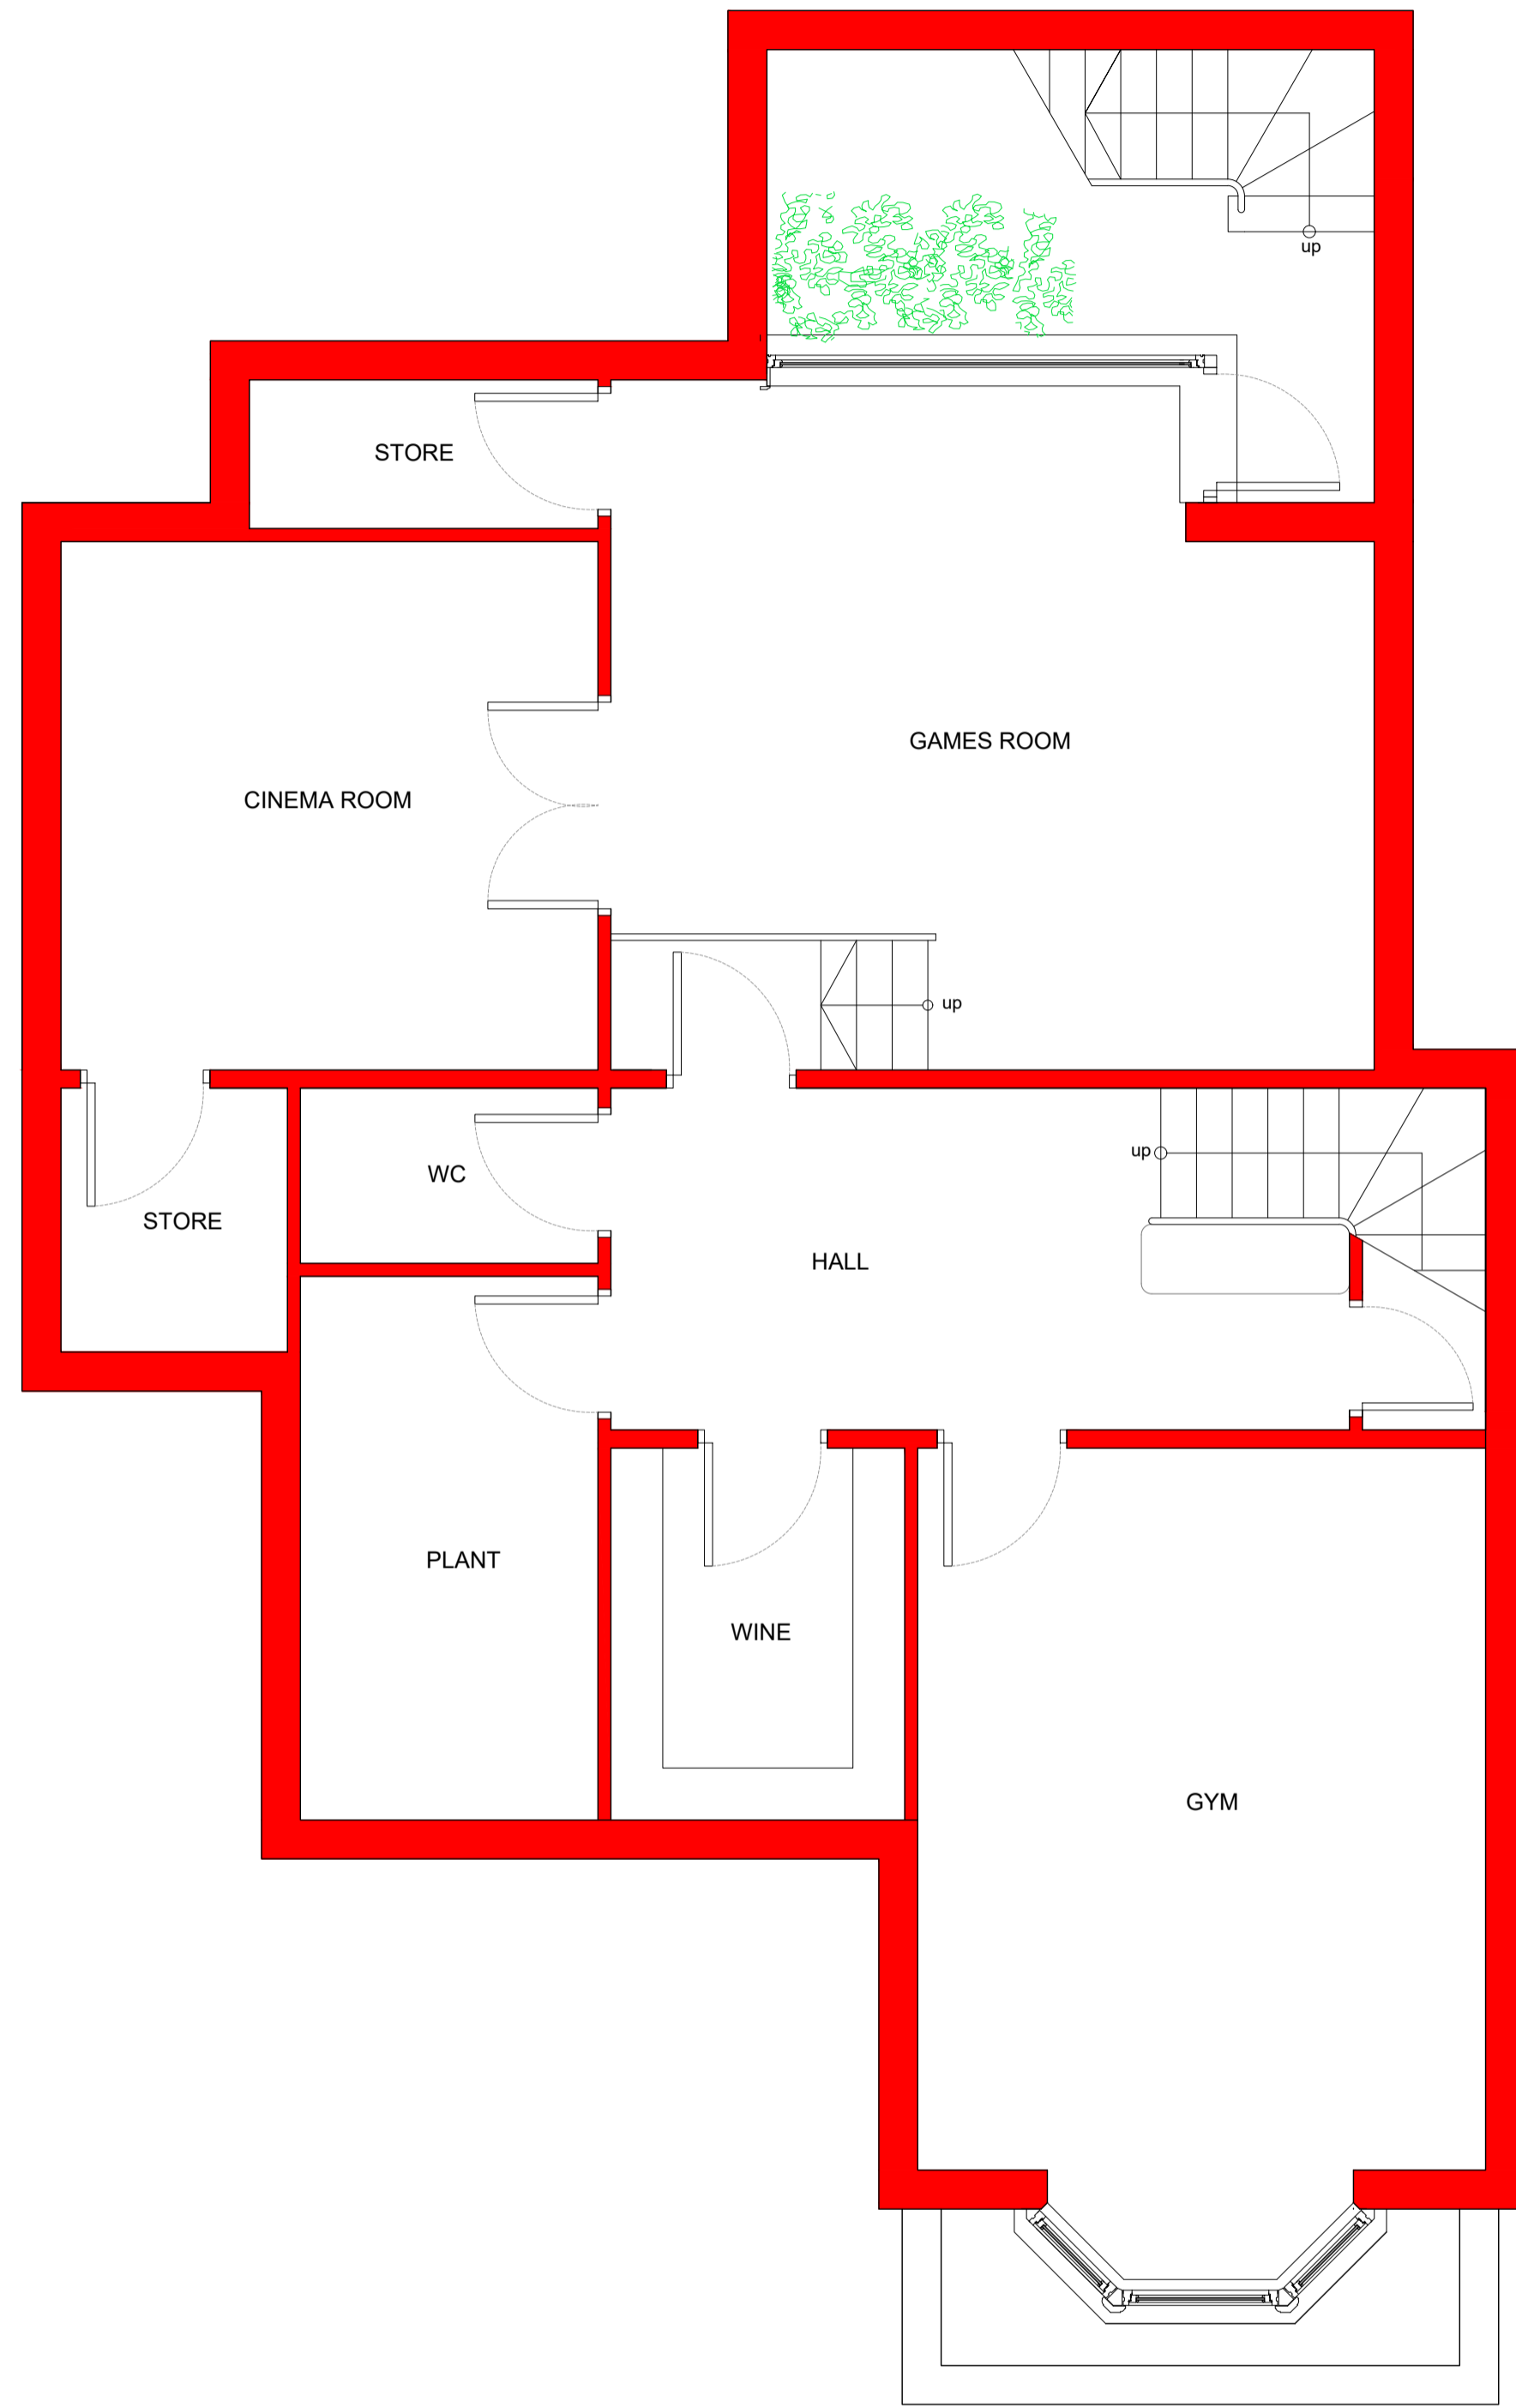 up
STORE
GAMES ROOM
CINEMA ROOM
up
up
WC
STORE
HALL
PLANT
WINE
GYM